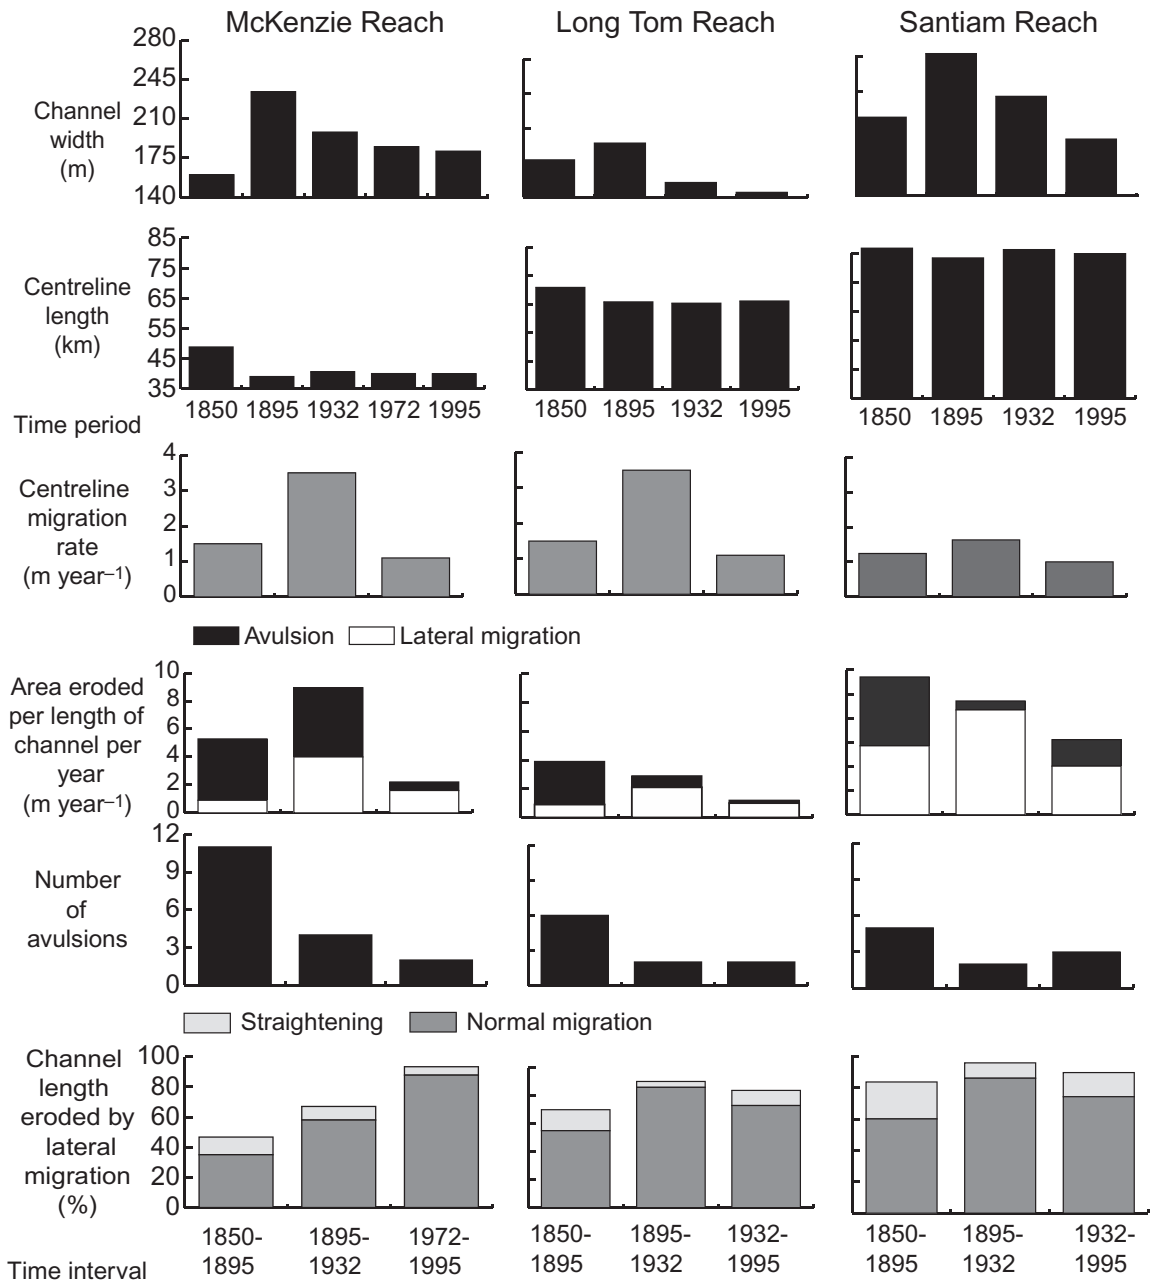 McKenzie Reach Long Tom Reach Santiam Reach
280
245
210
175
140
Channel
width
(m)
85
75
65
55
45
35
Centreline
length
(km)
1850 1895 1932 1972 1995 1850 1895 1932 1995 1850 1895 1932 1995
Time period
4
3
2
1
0
Centreline
migration
rate
(m year–1)
Avulsion Lateral migration
10
8
6
4
2
0
Area eroded
per length of
channel per
year
(m year–1)
12
9
6
3
0
Number
of
avulsions
Straightening Normal migration
100
80
60
40
20
0
Channel
length
eroded by
lateral
migration
(%)
1850- 1895- 1972- 1850- 1895- 1932- 1850- 1895- 1932-
1895 1932 1995 1895 1932 1995 1895 1932 1995
Time interval